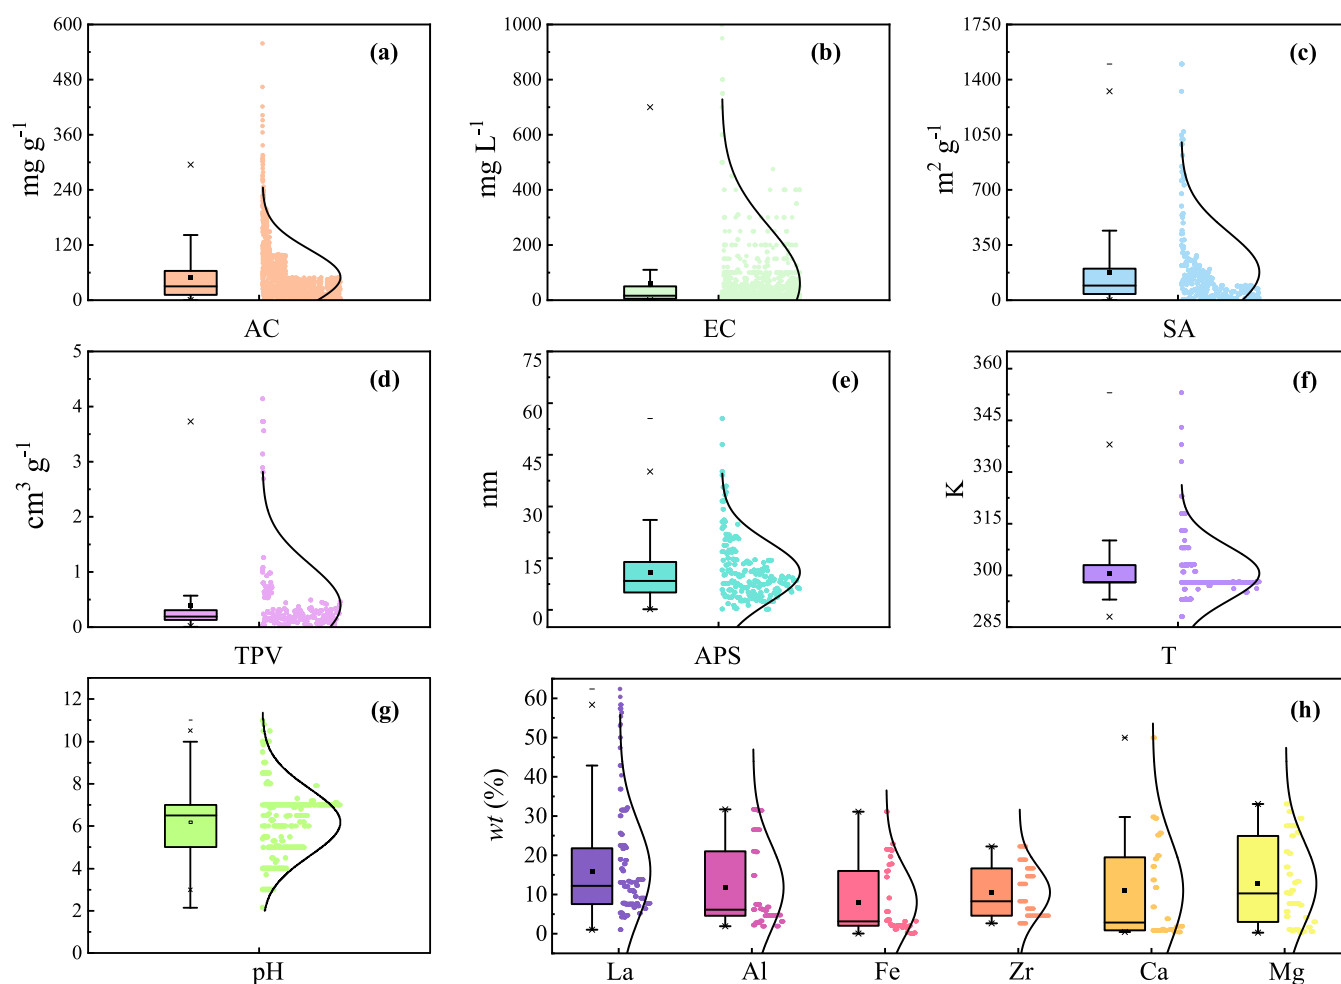 (a)
600
480
360
240
120
0
mg g⁻¹
AC
(b)
1000
800
600
400
200
0
mg L⁻¹
EC
(c)
1750
1400
1050
700
350
0
m² g⁻¹
SA
(d)
5
4
3
2
1
0
cm³ g⁻¹
TPV
(e)
75
60
45
30
15
0
nm
APS
(f)
360
345
330
315
300
285
K
T
(g)
12
10
8
6
4
2
0
pH
(h)
60
50
40
30
20
10
0
wt (%)
La Al Fe Zr Ca Mg